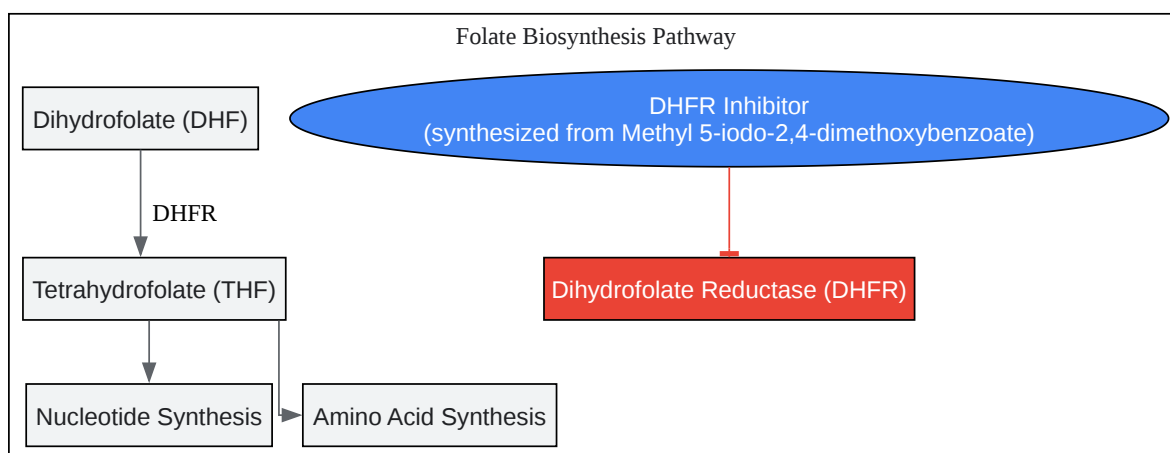 Folate Biosynthesis Pathway
Dihydrofolate (DHF)
DHFR Inhibitor
(synthesized from Methyl 5-iodo-2,4-dimethoxybenzoate)
DHFR
Tetrahydrofolate (THF)
Dihydrofolate Reductase (DHFR)
Nucleotide Synthesis
Amino Acid Synthesis